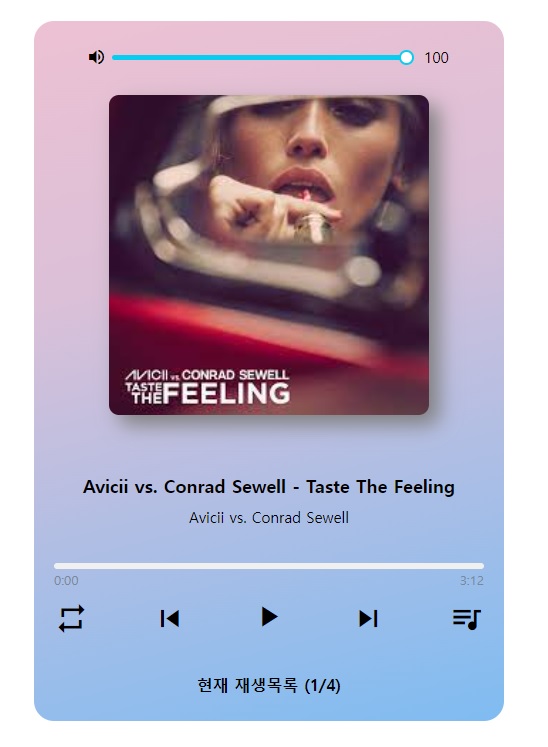 100
AVICII vs. CONRAD SEWELL
TASTE
THE FEELING
Avicii vs. Conrad Sewell - Taste The Feeling
Avicii vs. Conrad Sewell
0:00 3:12
현재 재생목록 (1/4)